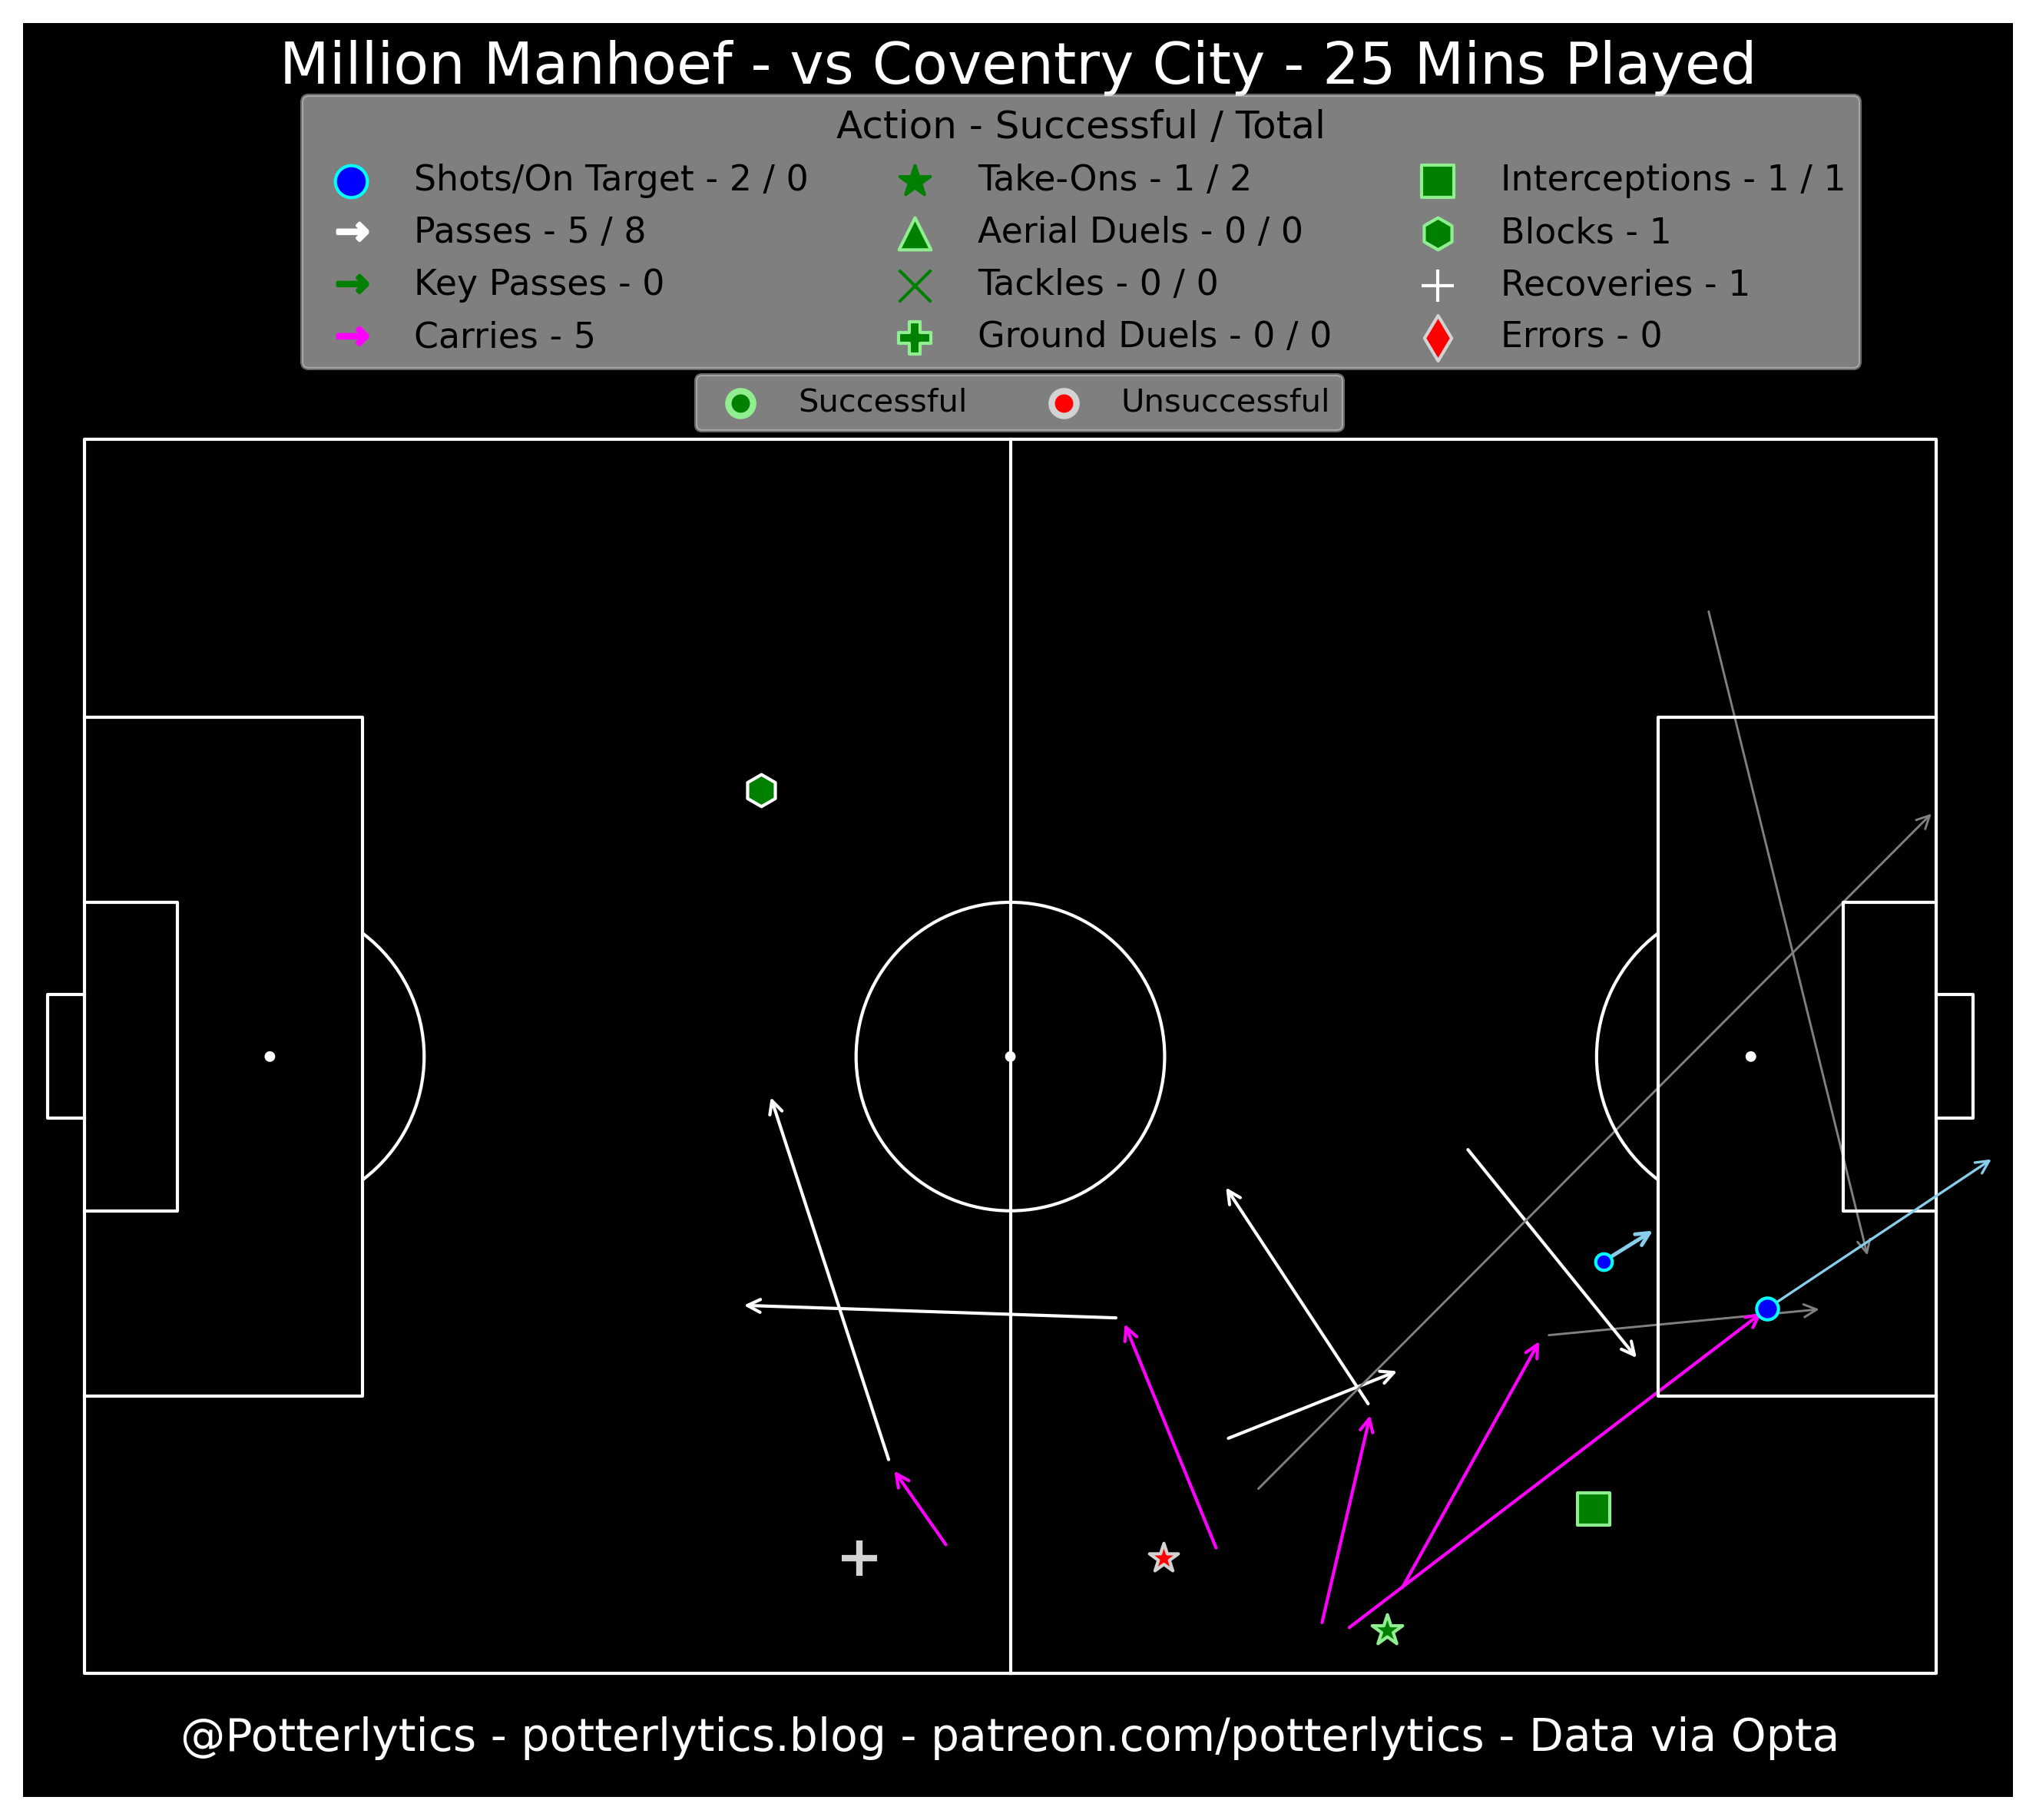 Million Manhoef - vs Coventry City - 25 Mins Played
Action - Successful / Total
Shots/On Target - 2 / 0
Passes - 5 / 8
Key Passes - 0
Carries - 5
Take-Ons - 1 / 2
Aerial Duels - 0 / 0
Tackles - 0 / 0
Ground Duels - 0 / 0
Interceptions - 1 / 1
Blocks - 1
Recoveries - 1
Errors - 0
Successful
Unsuccessful
@Potterlytics - potterlytics.blog - patreon.com/potterlytics - Data via Opta